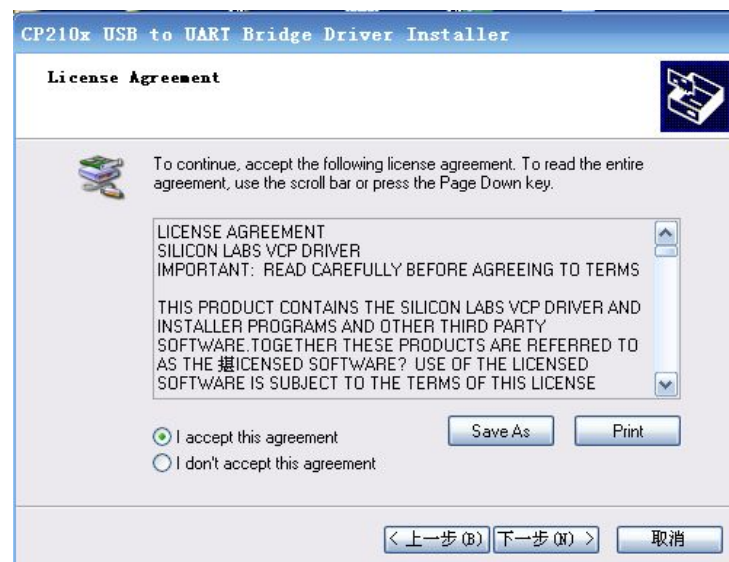 CP210x USB to UART Bridge Driver Installer
License Agreement
To continue, accept the following license agreement. To read the entire
agreement, use the scroll bar or press the Page Down key.
LICENSE AGREEMENT
SILICON LABS VCP DRIVER
IMPORTANT:  READ CAREFULLY BEFORE AGREEING TO TERMS
THIS PRODUCT CONTAINS THE SILICON LABS VCP DRIVER AND
INSTALLER PROGRAMS AND OTHER THIRD PARTY
SOFTWARE.TOGETHER THESE PRODUCTS ARE REFERRED TO
AS THE 揕ICENSED SOFTWARE? USE OF THE LICENSED
SOFTWARE IS SUBJECT TO THE TERMS OF THIS LICENSE
I accept this agreement
Save As
Print
I don't accept this agreement
< 上一步(B)
下一步(N) >
取消